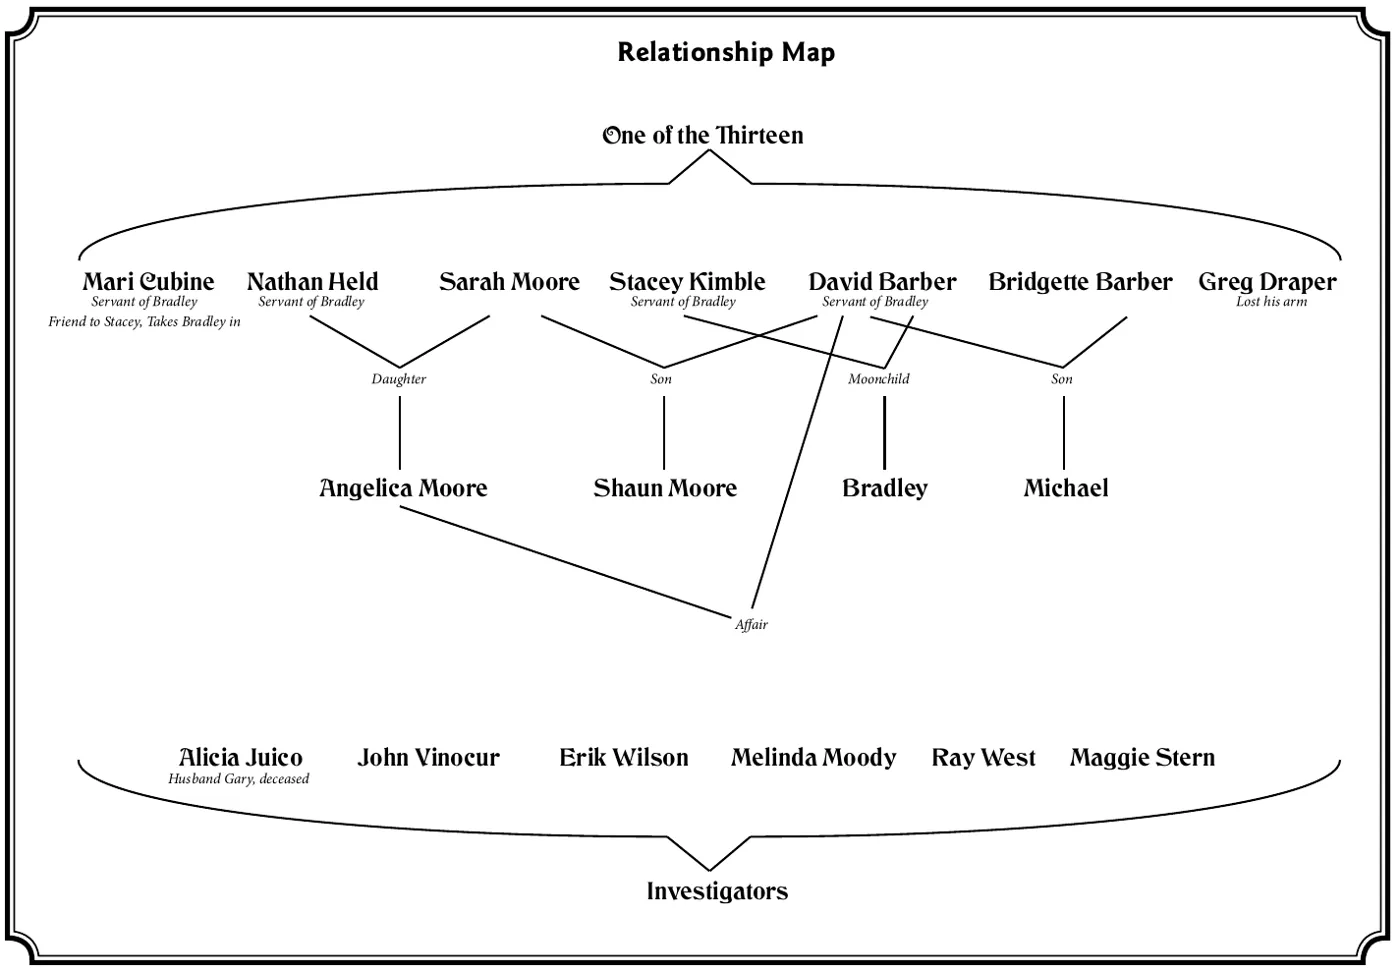 Relationship Map
One of the Thirteen
Mari Cubine
Servant of Bradley
Friend to Stacey, Takes Bradley in
Nathan Held
Servant of Bradley
Sarah Moore
Stacey Kimble
Servant of Bradley
David Barber
Servant of Bradley
Bridgette Barber
Greg Draper
Lost his arm
Daughter
Son
Moonchild
Son
Angelica Moore
Shaun Moore
Bradley
Michael
Affair
Alicia Juico
Husband Gary, deceased
John Vinocur
Erik Wilson
Melinda Moody
Ray West
Maggie Stern
Investigators